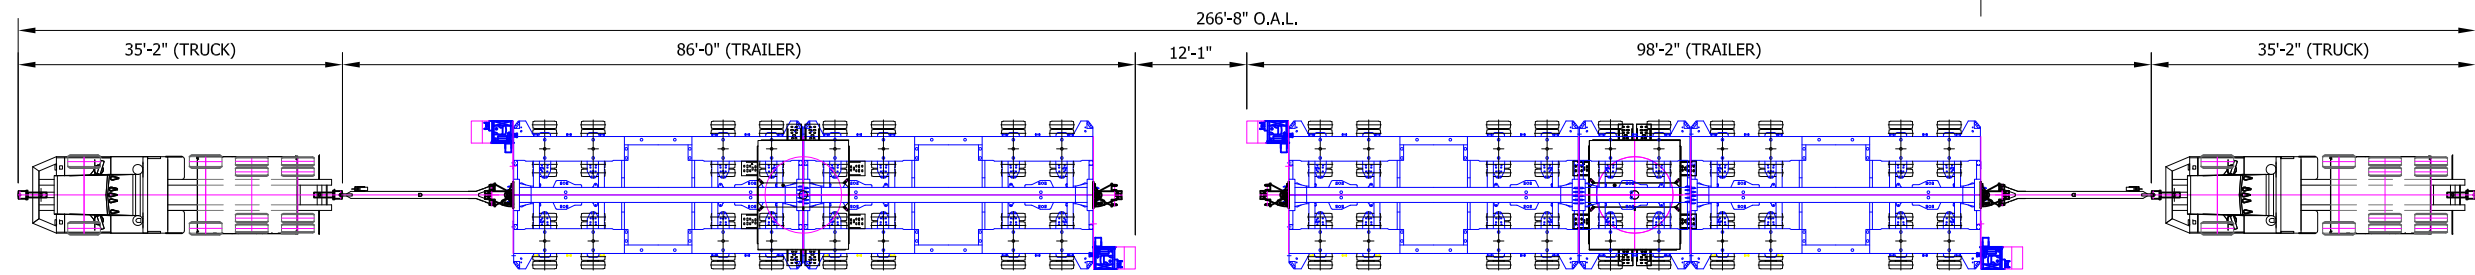 266'-8" O.A.L.
35'-2" (TRUCK)
86'-0" (TRAILER)
12'-1"
98'-2" (TRAILER)
35'-2" (TRUCK)